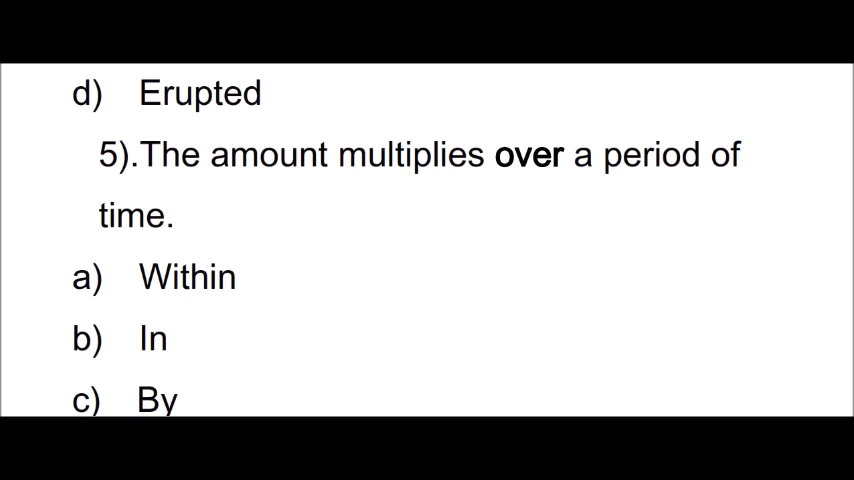 d) Erupted
5).The amount multiplies over a period of
time.
a) Within
b) In
c) By